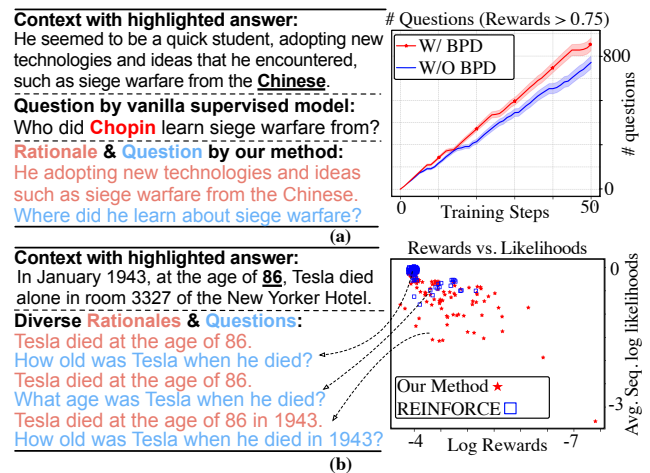 Context with highlighted answer:
He seemed to be a quick student, adopting new
technologies and ideas that he encountered,
such as siege warfare from the Chinese.
Question by vanilla supervised model:
Who did Chopin learn siege warfare from?
Rationale & Question by our method:
He adopting new technologies and ideas
such as siege warfare from the Chinese.
Where did he learn about siege warfare?
# Questions (Rewards > 0.75)
W/ BPD
W/O BPD
800
0
# questions
0
50
Training Steps
(a)
Context with highlighted answer:
In January 1943, at the age of 86, Tesla died
alone in room 3327 of the New Yorker Hotel.
Diverse Rationales & Questions:
Tesla died at the age of 86.
How old was Tesla when he died?
Tesla died at the age of 86.
What age was Tesla when he died?
Tesla died at the age of 86 in 1943.
How old was Tesla when he died in 1943?
Rewards vs. Likelihoods
0
-3
Avg. Seq. log likelihoods
Our Method
REINFORCE
-4
-7
Log Rewards
(b)